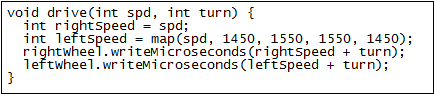 void drive(int spd, int turn) {
  int rightSpeed = spd;
  int leftSpeed = map(spd, 1450, 1550, 1550, 1450);
  rightWheel.writeMicroseconds(rightSpeed + turn);
  leftWheel.writeMicroseconds(leftSpeed + turn);
}